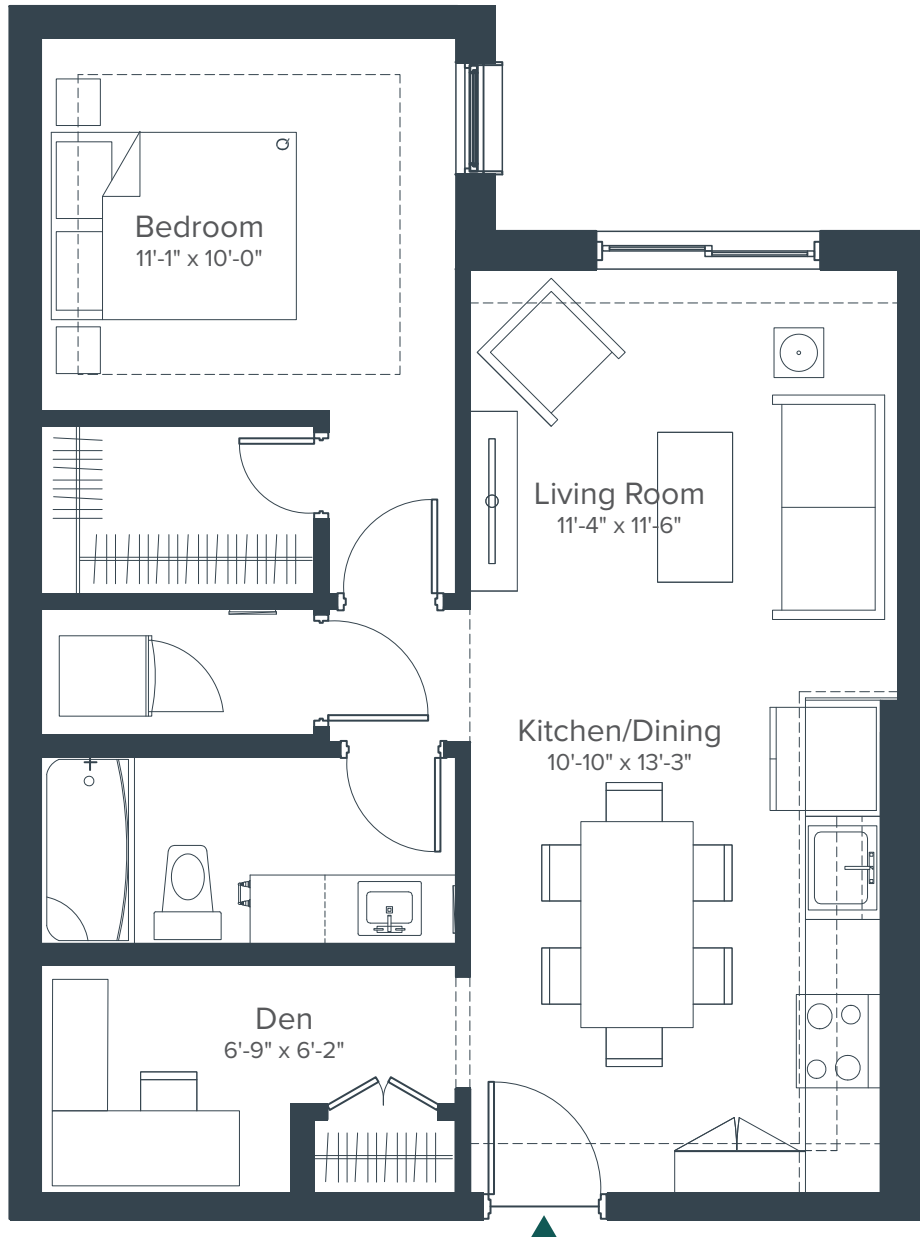 Q
Bedroom
11'-1" x 10'-0"
Living Room
11'-4" x 11'-6"
Kitchen/Dining
10'-10" x 13'-3"
Den
6'-9" x 6'-2"